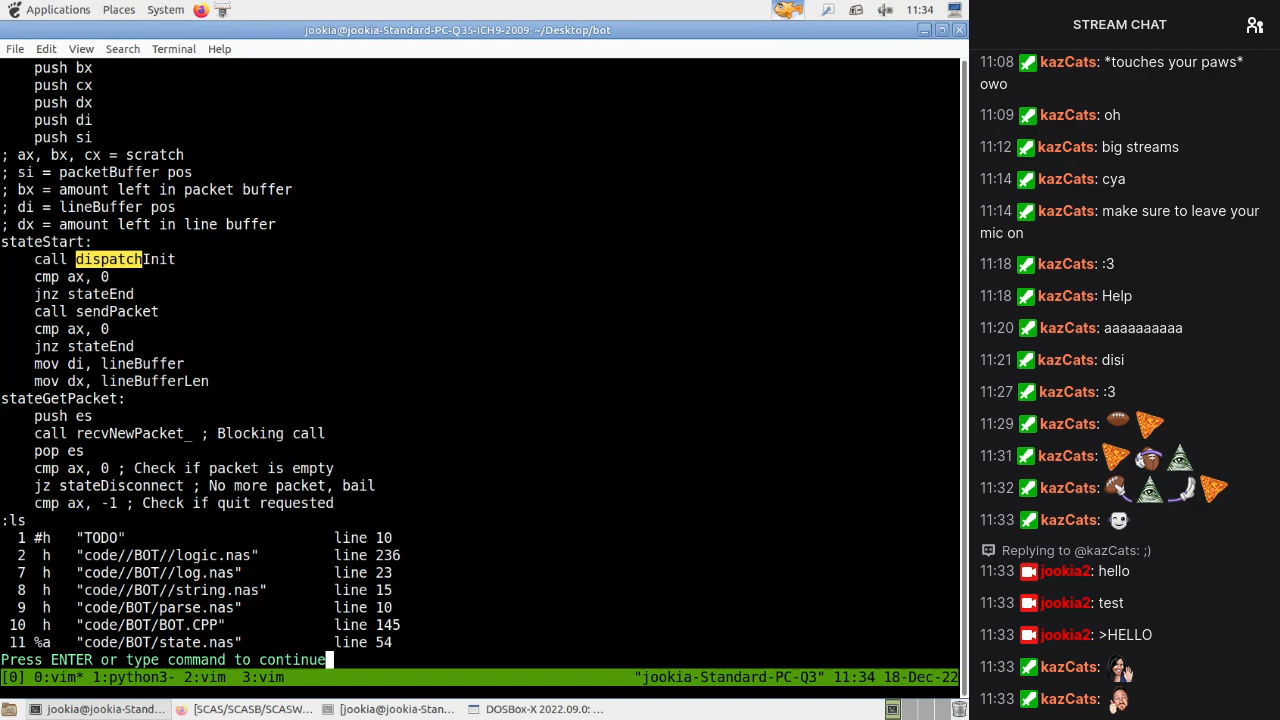 Applications Places System 11:34
jookia@jookia-Standard-PC-Q35-ICH9-2009: ~/Desktop/bot
File Edit View Search Terminal Help
push bx
push cx
push dx
push di
push si
; ax, bx, cx = scratch
; si = packetBuffer pos
; bx = amount left in packet buffer
; di = lineBuffer pos
; dx = amount left in line buffer
stateStart:
call dispatchInit
cmp ax, 0
jnz stateEnd
call sendPacket
cmp ax, 0
jnz stateEnd
mov di, lineBuffer
mov dx, lineBufferLen
stateGetPacket:
push es
call recvNewPacket_ ; Blocking call
pop es
cmp ax, 0 ; Check if packet is empty
jz stateDisconnect ; No more packet, bail
cmp ax, -1 ; Check if quit requested
:ls
1 #h "TODO" line 10
2 h "code//BOT//logic.nas" line 236
7 h "code//BOT//log.nas" line 23
8 h "code//BOT//string.nas" line 15
9 h "code/BOT/parse.nas" line 10
10 h "code/BOT/BOT.CPP" line 145
11 %a "code/BOT/state.nas" line 54
Press ENTER or type command to continue
[0] 0:vim* 1:python3- 2:vim 3:vim "jookia-Standard-PC-Q3" 11:34 18-Dec-22
jookia@jookia-Stand... [SCAS/SCASB/SCASW... [jookia@jookia-Stan... DOSBox-X 2022.09.0: ...
STREAM CHAT
11:08 kazCats: *touches your paws*
owo
11:09 kazCats: oh
11:12 kazCats: big streams
11:14 kazCats: cya
11:14 kazCats: make sure to leave your
mic on
11:18 kazCats: :3
11:18 kazCats: Help
11:20 kazCats: aaaaaaaaaa
11:21 kazCats: disi
11:27 kazCats: :3
11:29 kazCats:
11:31 kazCats:
11:32 kazCats:
11:33 kazCats:
Replying to @kazCats: ;)
11:33 jookia2: hello
11:33 jookia2: test
11:33 jookia2: >HELLO
11:33 kazCats:
11:33 kazCats: